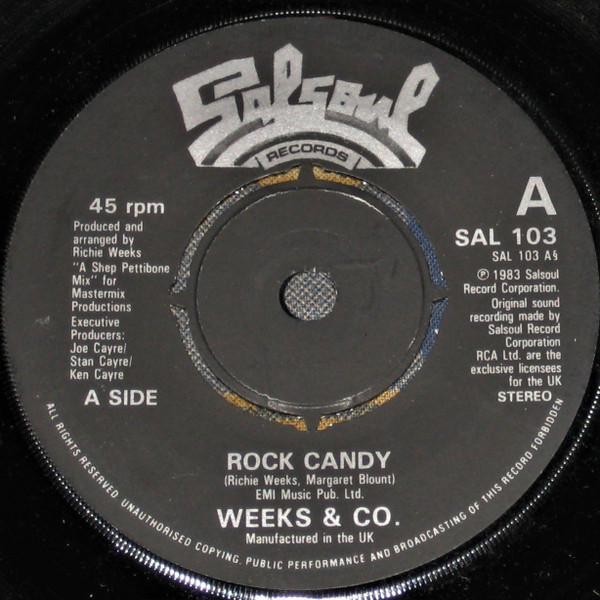 Salsoul
RECORDS
45 rpm
Produced and
arranged by
Richie Weeks
"A Shep Pettibone
Mix" for
Mastermix
Productions
Executive
Producers:
Joe Cayre/
Stan Cayre/
Ken Cayre
A SIDE
A
SAL 103
SAL 103 A§
℗ 1983 Salsoul
Record Corporation.
Original sound
recording made by
Salsoul Record
Corporation
RCA Ltd. are the
exclusive licensees
for the UK
STEREO
ROCK CANDY
(Richie Weeks, Margaret Blount)
EMI Music Pub. Ltd.
WEEKS & CO.
Manufactured in the UK
ALL RIGHTS RESERVED. UNAUTHORISED COPYING, PUBLIC PERFORMANCE AND BROADCASTING OF THIS RECORD FORBIDDEN